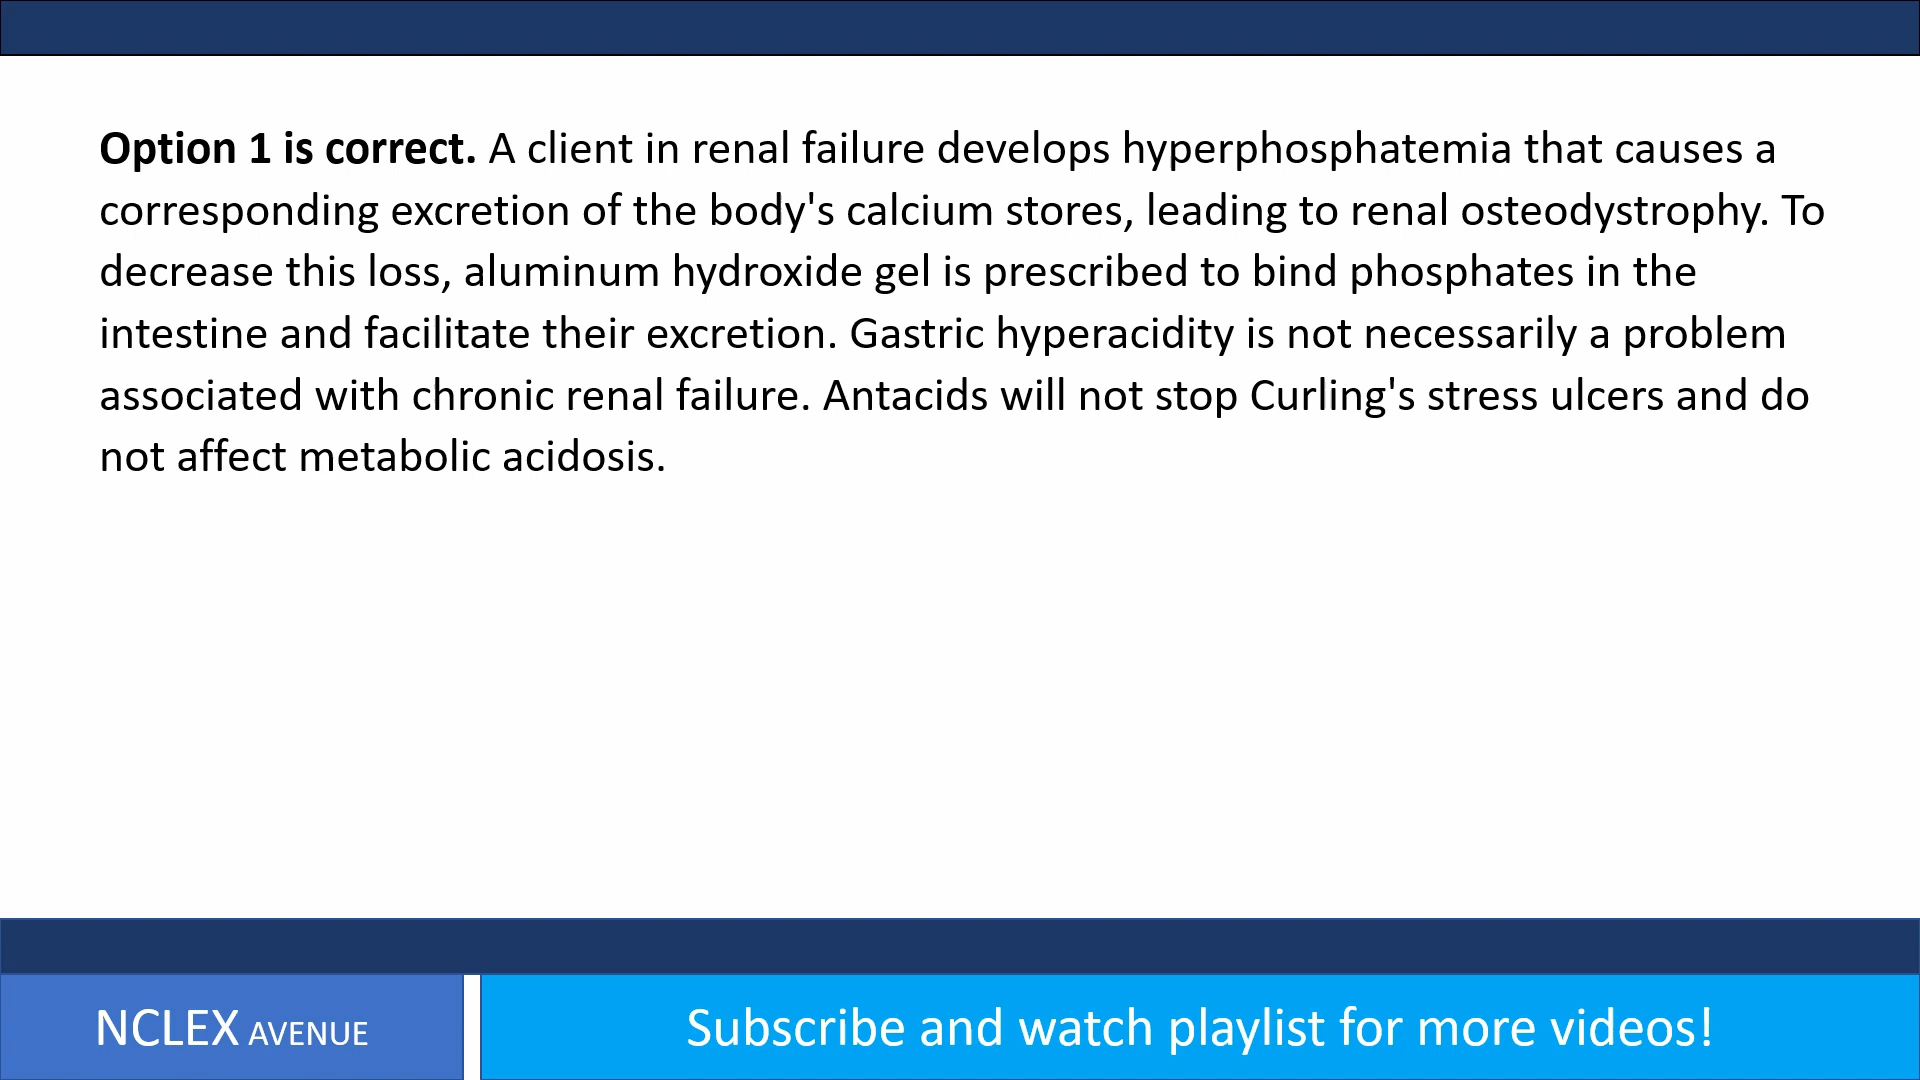 Option 1 is correct. A client in renal failure develops hyperphosphatemia that causes a
corresponding excretion of the body's calcium stores, leading to renal osteodystrophy. To
decrease this loss, aluminum hydroxide gel is prescribed to bind phosphates in the
intestine and facilitate their excretion. Gastric hyperacidity is not necessarily a problem
associated with chronic renal failure. Antacids will not stop Curling's stress ulcers and do
not affect metabolic acidosis.
NCLEX AVENUE
Subscribe and watch playlist for more videos!